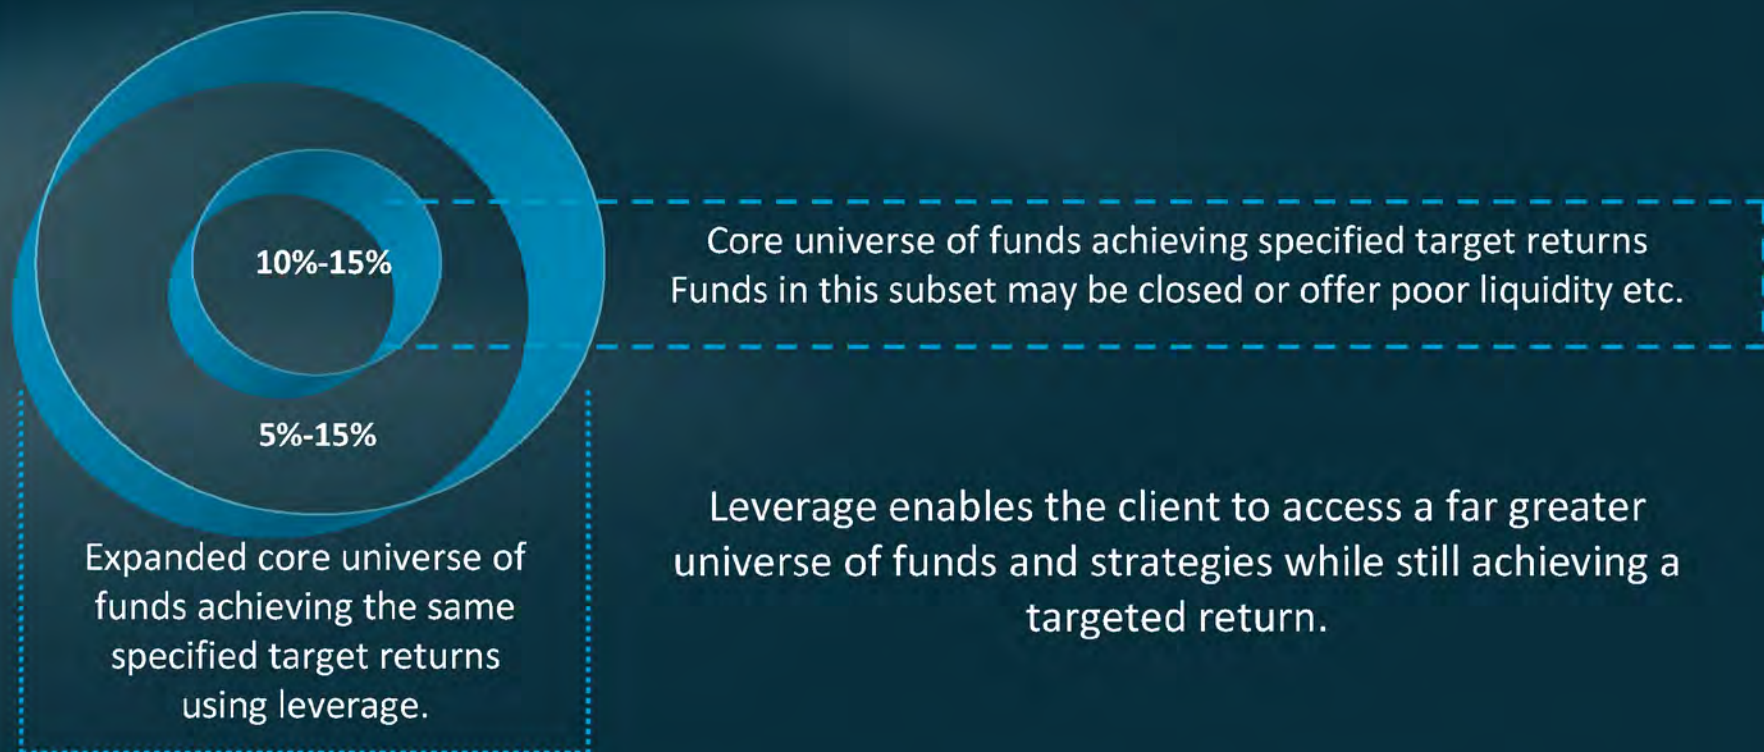 10%-15%
Core universe of funds achieving specified target returns
Funds in this subset may be closed or offer poor liquidity etc.
5%-15%
Expanded core universe of
funds achieving the same
specified target returns
using leverage.
Leverage enables the client to access a far greater
universe of funds and strategies while still achieving a
targeted return.